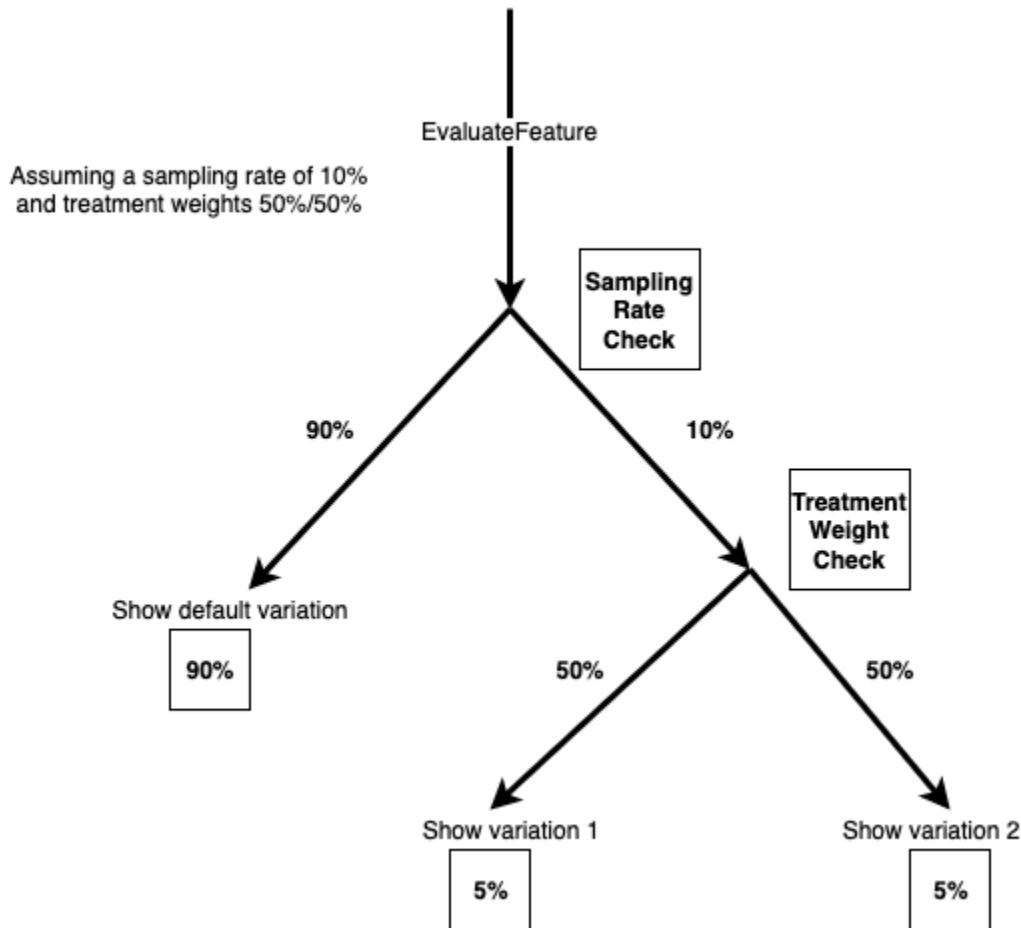 EvaluateFeature
Assuming a sampling rate of 10%
and treatment weights 50%/50%
Sampling
Rate
Check
90%
10%
Treatment
Weight
Check
Show default variation
90%
50%
50%
Show variation 1
Show variation 2
5%
5%